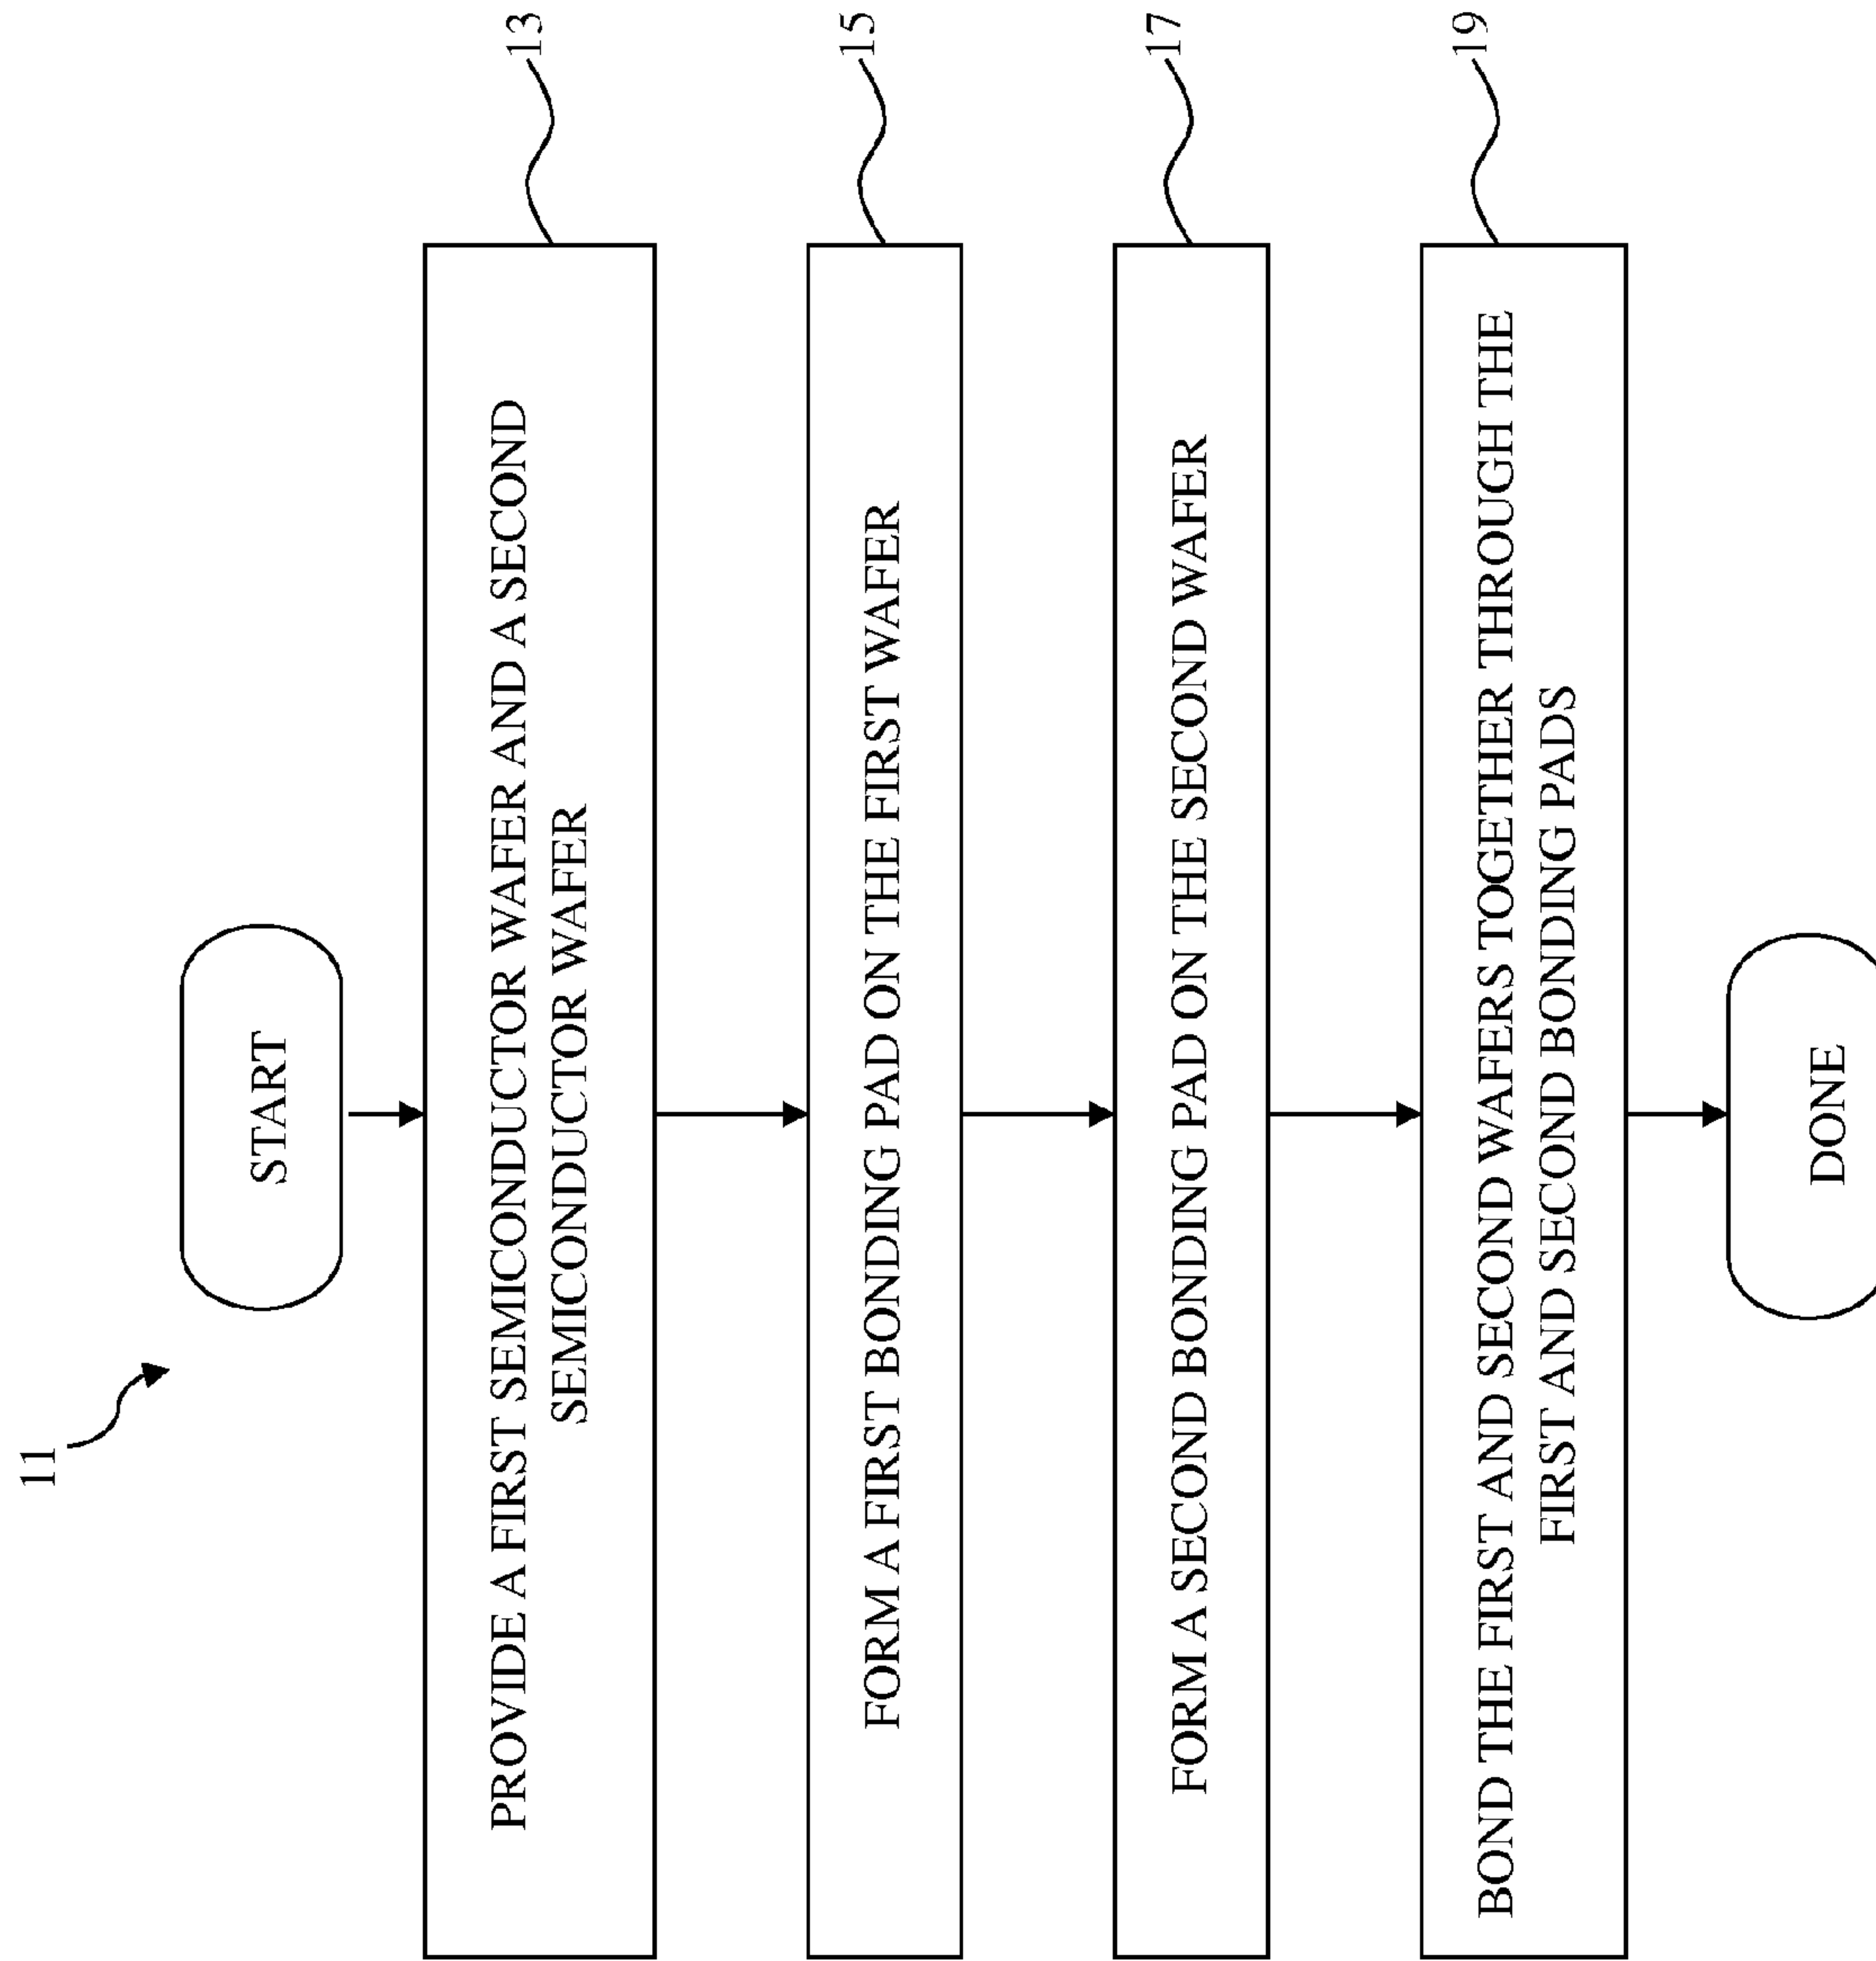 11
START
PROVIDE A FIRST SEMICONDUCTOR WAFER AND A SECOND
SEMICONDUCTOR WAFER
13
FORM A FIRST BONDING PAD ON THE FIRST WAFER
15
FORM A SECOND BONDING PAD ON THE SECOND WAFER
17
BOND THE FIRST AND SECOND WAFERS TOGETHER THROUGH THE
FIRST AND SECOND BONDING PADS
19
DONE